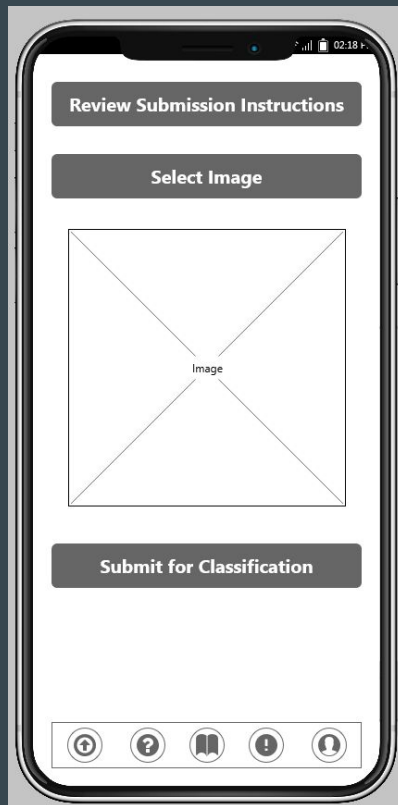 02:18
Review Submission Instructions
Select Image
Image
Submit for Classification
? !